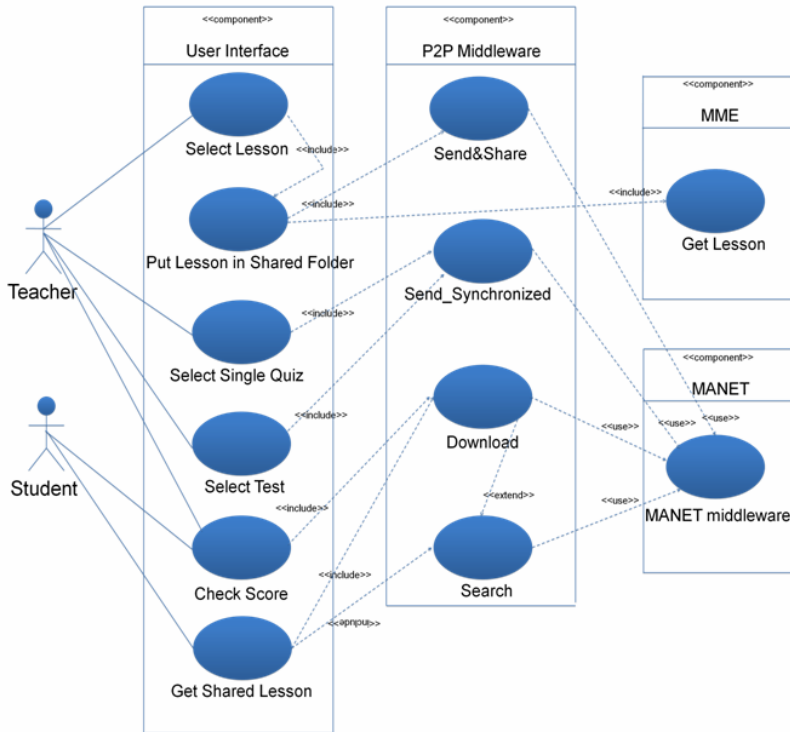 <<component>>
User Interface
Select Lesson
<<include>>
Put Lesson in Shared Folder
<<include>>
Select Single Quiz
<<include>>
Select Test
<<include>>
Check Score
<<include>>
Get Shared Lesson
<<include>>
<<include>>
Teacher
Student
<<component>>
P2P Middleware
Send&Share
Send_Synchronized
Download
<<extend>>
Search
<<use>>
<<use>>
<<use>>
<<use>>
<<component>>
MME
<<include>>
Get Lesson
<<component>>
MANET
MANET middleware